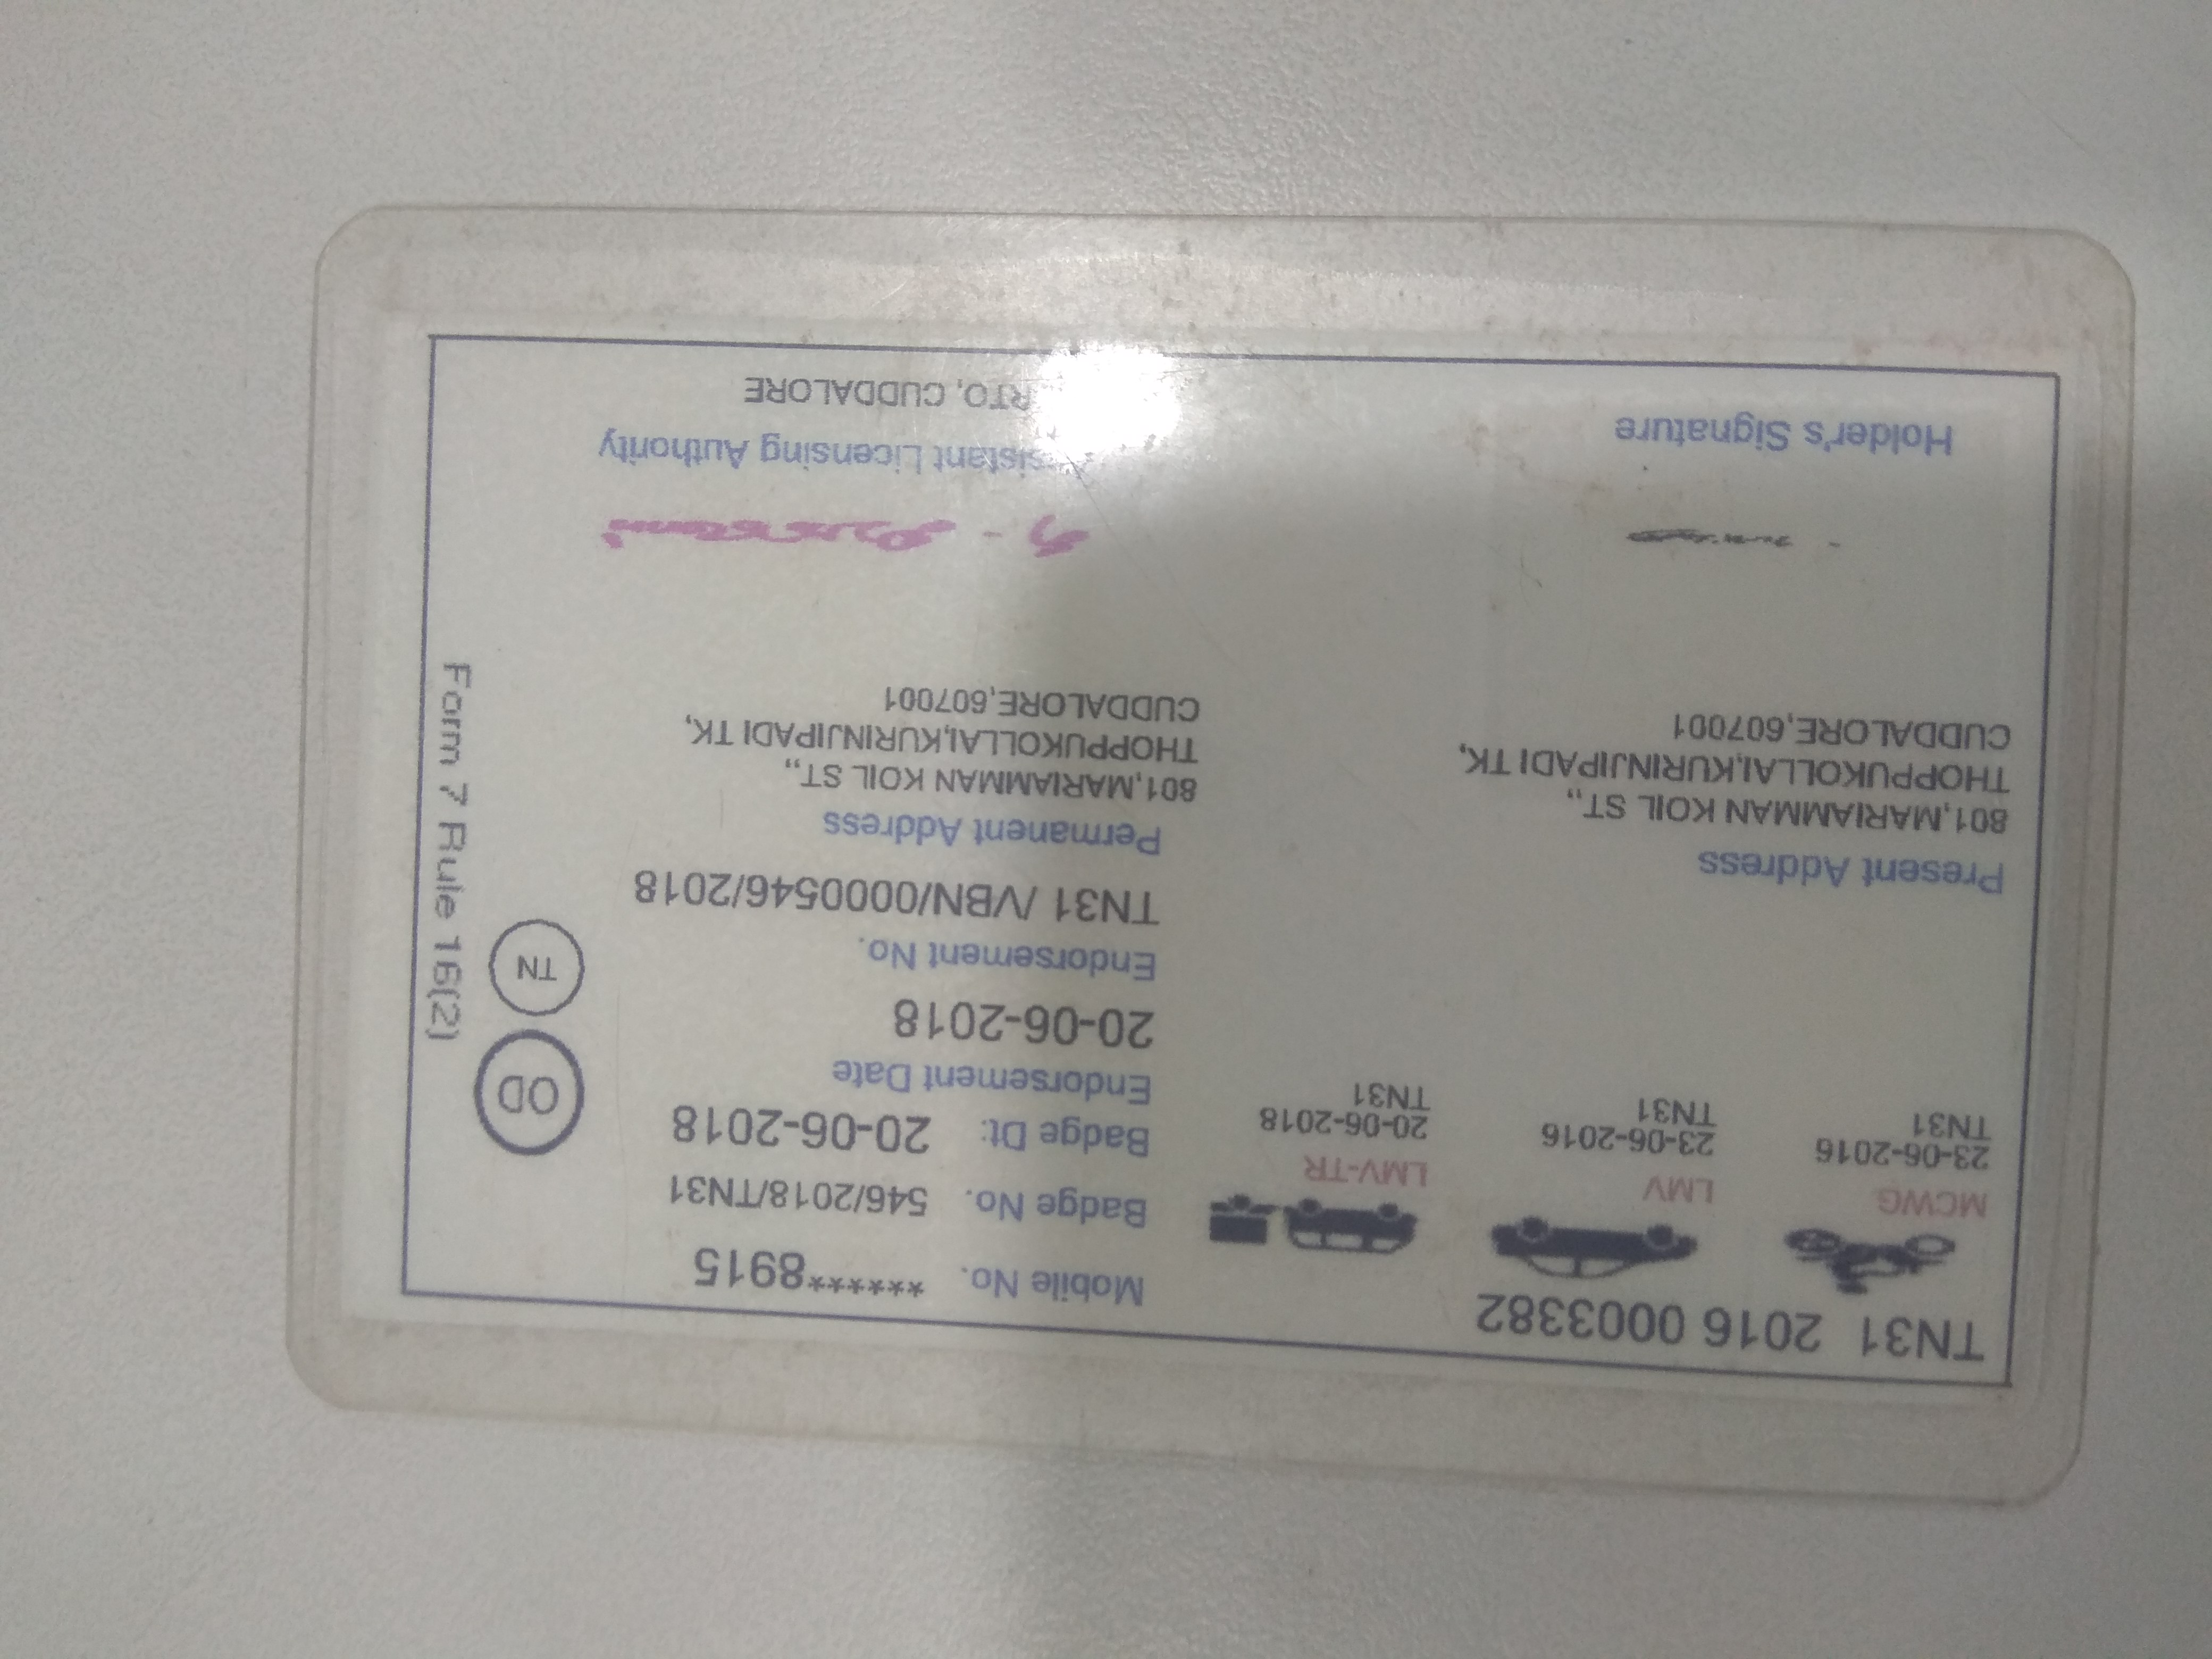 TN31 2016 0003382
MCWG
23-06-2016
TN31
LMV
23-06-2016
TN31
LMV-TR
20-06-2018
TN31
Present Address
801,MARIAMMAN KOIL ST.,,
THOPPUKOLLAI,KURINJIPADI TK,
CUDDALORE,607001
Holder's Signature
Mobile No. ******8915
Badge No. 546/2018/TN31
Badge Dt: 20-06-2018
Endorsement Date
20-06-2018
Endorsement No.
TN31 /VBN/0000546/2018
Permanent Address
801,MARIAMMAN KOIL ST.,,
THOPPUKOLLAI,KURINJIPADI TK,
CUDDALORE,607001
Licensing Authority
RTO, CUDDALORE
OD
TN
Form 7 Rule 16(2)